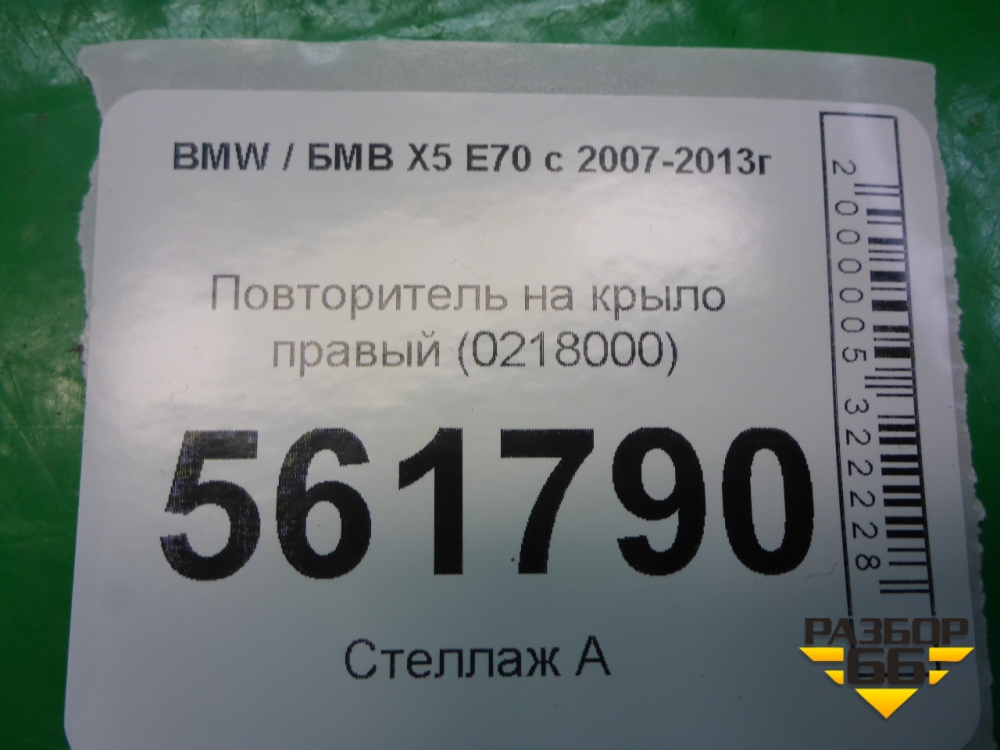 BMW / БМВ X5 E70 с 2007-2013г
Повторитель на крыло
правый (0218000)
561790
Стеллаж А
2000005322228
РАЗБОР
66